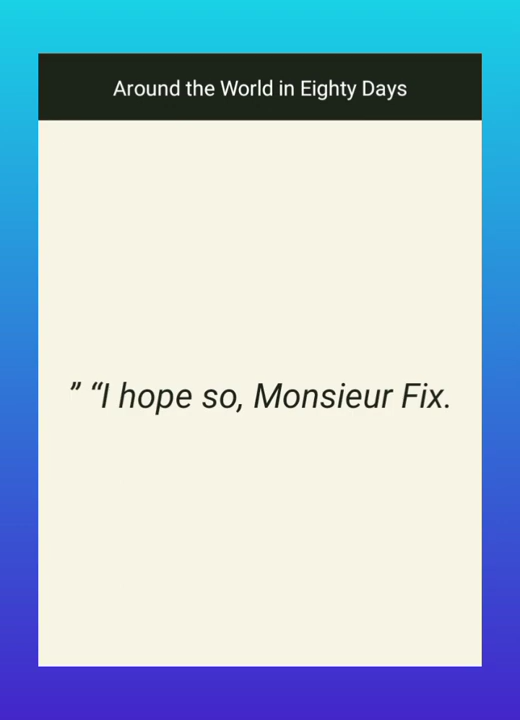 Around the World in Eighty Days
” “I hope so, Monsieur Fix.